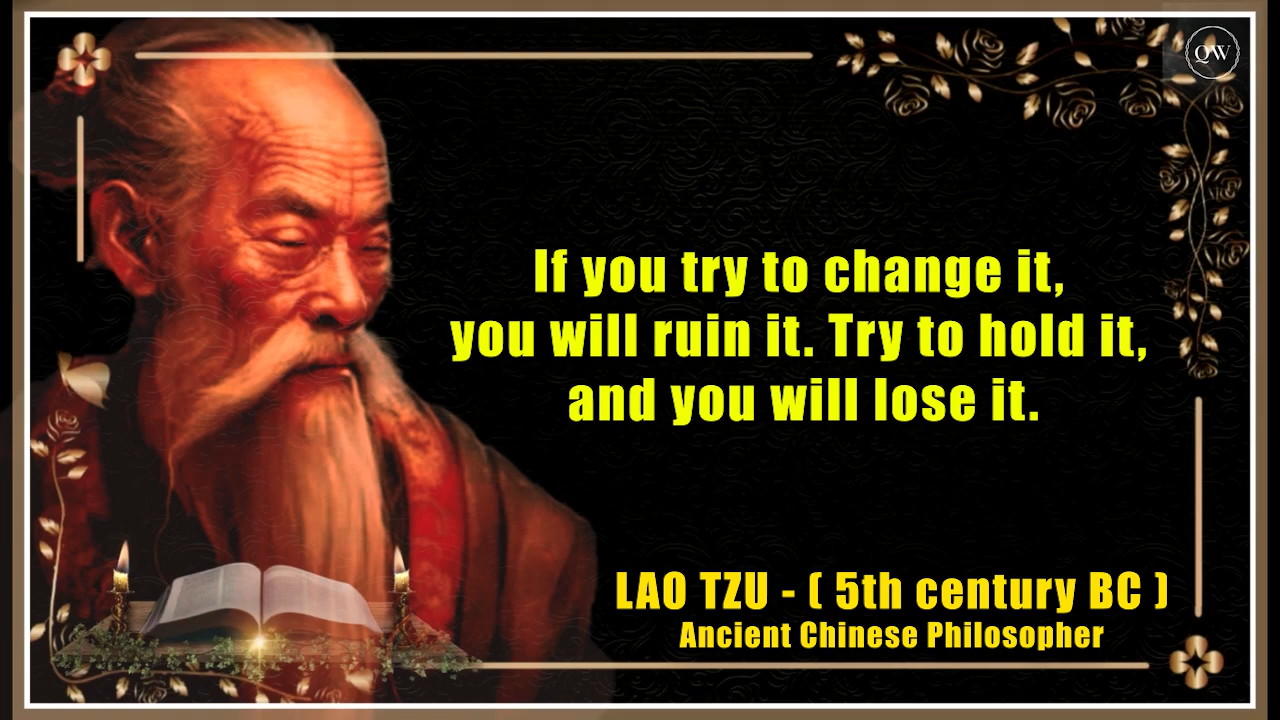 QW
If you try to change it,
you will ruin it. Try to hold it,
and you will lose it.
LAO TZU - ( 5th century BC )
Ancient Chinese Philosopher